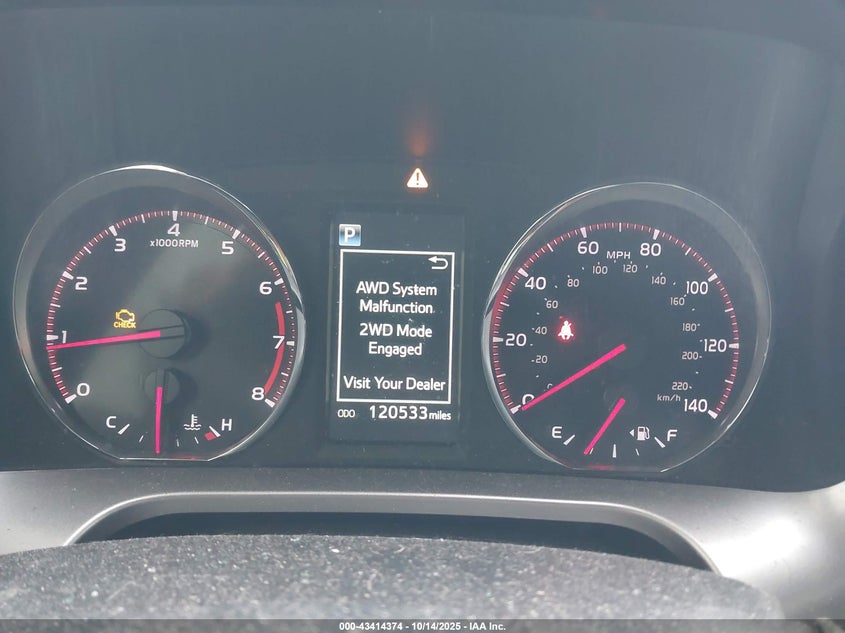 P
AWD System
Malfunction
2WD Mode
Engaged
Visit Your Dealer
ODO 120533 miles
0 1 2 3 4 5 6 7 8
x1000RPM
CHECK
C H
0 20 40 60 80 100 120 140
MPH
0 20 40 60 80 100 120 140 160 180 200 220
km/h
E F
000-43414374 | 10/14/2025 - IAA Inc.